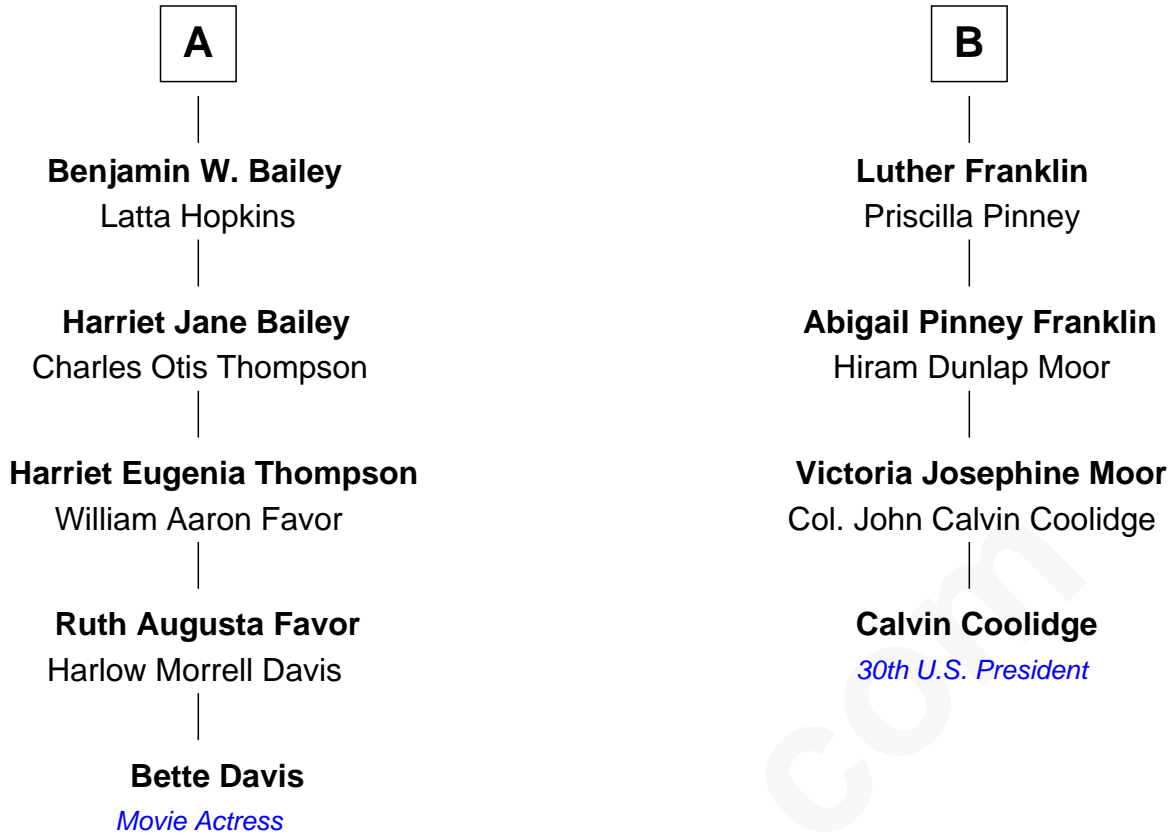 A
Benjamin W. Bailey
Latta Hopkins
Harriet Jane Bailey
Charles Otis Thompson
Harriet Eugenia Thompson
William Aaron Favor
Ruth Augusta Favor
Harlow Morrell Davis
Bette Davis
Movie Actress
B
Luther Franklin
Priscilla Pinney
Abigail Pinney Franklin
Hiram Dunlap Moor
Victoria Josephine Moor
Col. John Calvin Coolidge
Calvin Coolidge
30th U.S. President
com